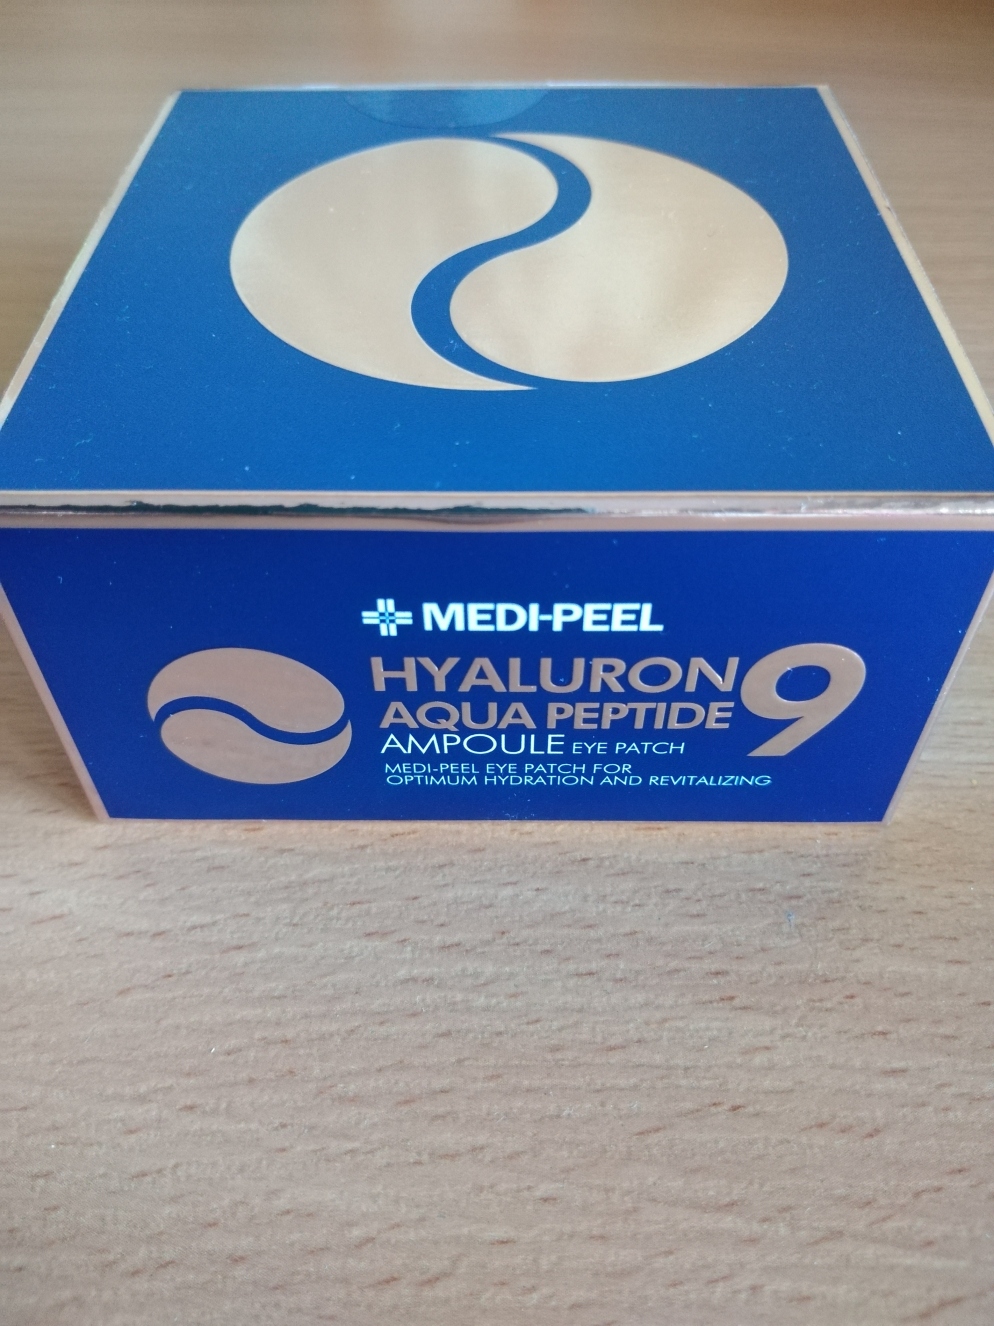 MEDI-PEEL
HYALURON
AQUA PEPTIDE 9
AMPOULE EYE PATCH
MEDI-PEEL EYE PATCH FOR
OPTIMUM HYDRATION AND REVITALIZING